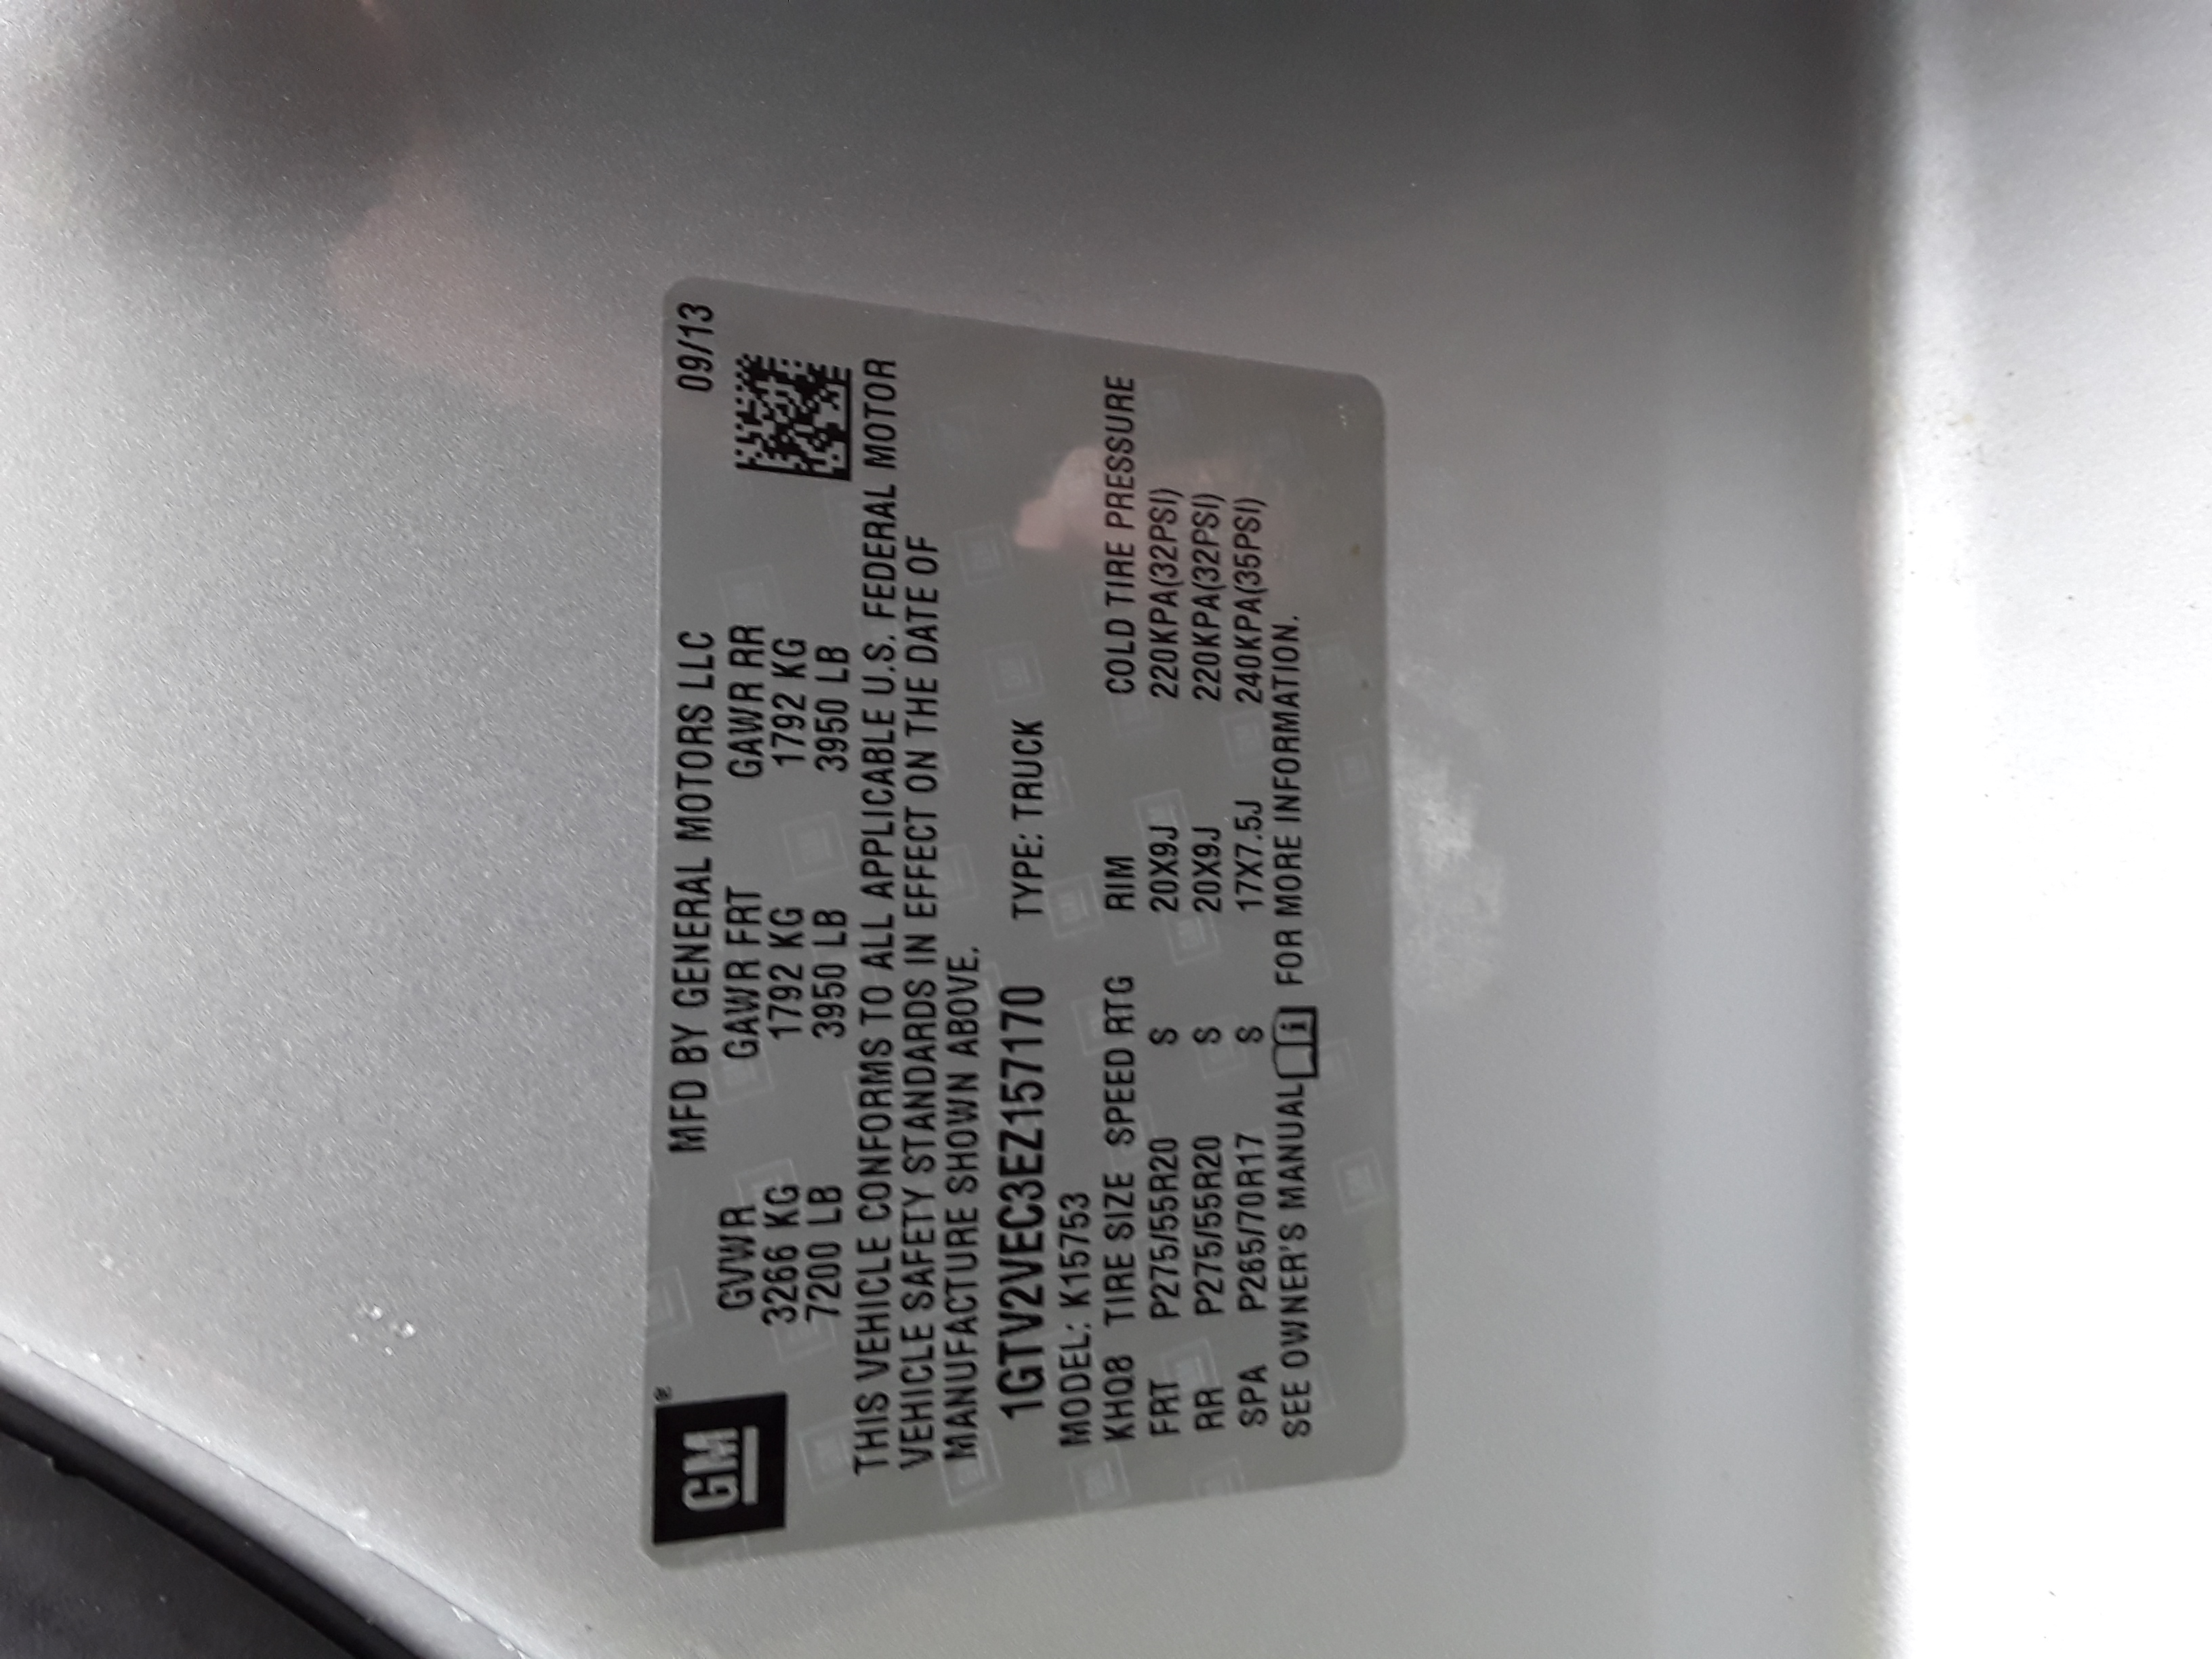 GM ®
MFD BY GENERAL MOTORS LLC 09/13
GVWR GAWR FRT GAWR RR
3266 KG 1792 KG 1792 KG
7200 LB 3950 LB 3950 LB
THIS VEHICLE CONFORMS TO ALL APPLICABLE U.S. FEDERAL MOTOR
VEHICLE SAFETY STANDARDS IN EFFECT ON THE DATE OF
MANUFACTURE SHOWN ABOVE.
1GTV2VEC3EZ157170 TYPE: TRUCK
MODEL: K15753
KHQ8 TIRE SIZE SPEED RTG RIM COLD TIRE PRESSURE
FRT P275/55R20 S 20X9J 220KPA(32PSI)
RR P275/55R20 S 20X9J 220KPA(32PSI)
SPA P265/70R17 S 17X7.5J 240KPA(35PSI)
SEE OWNER'S MANUAL i FOR MORE INFORMATION.